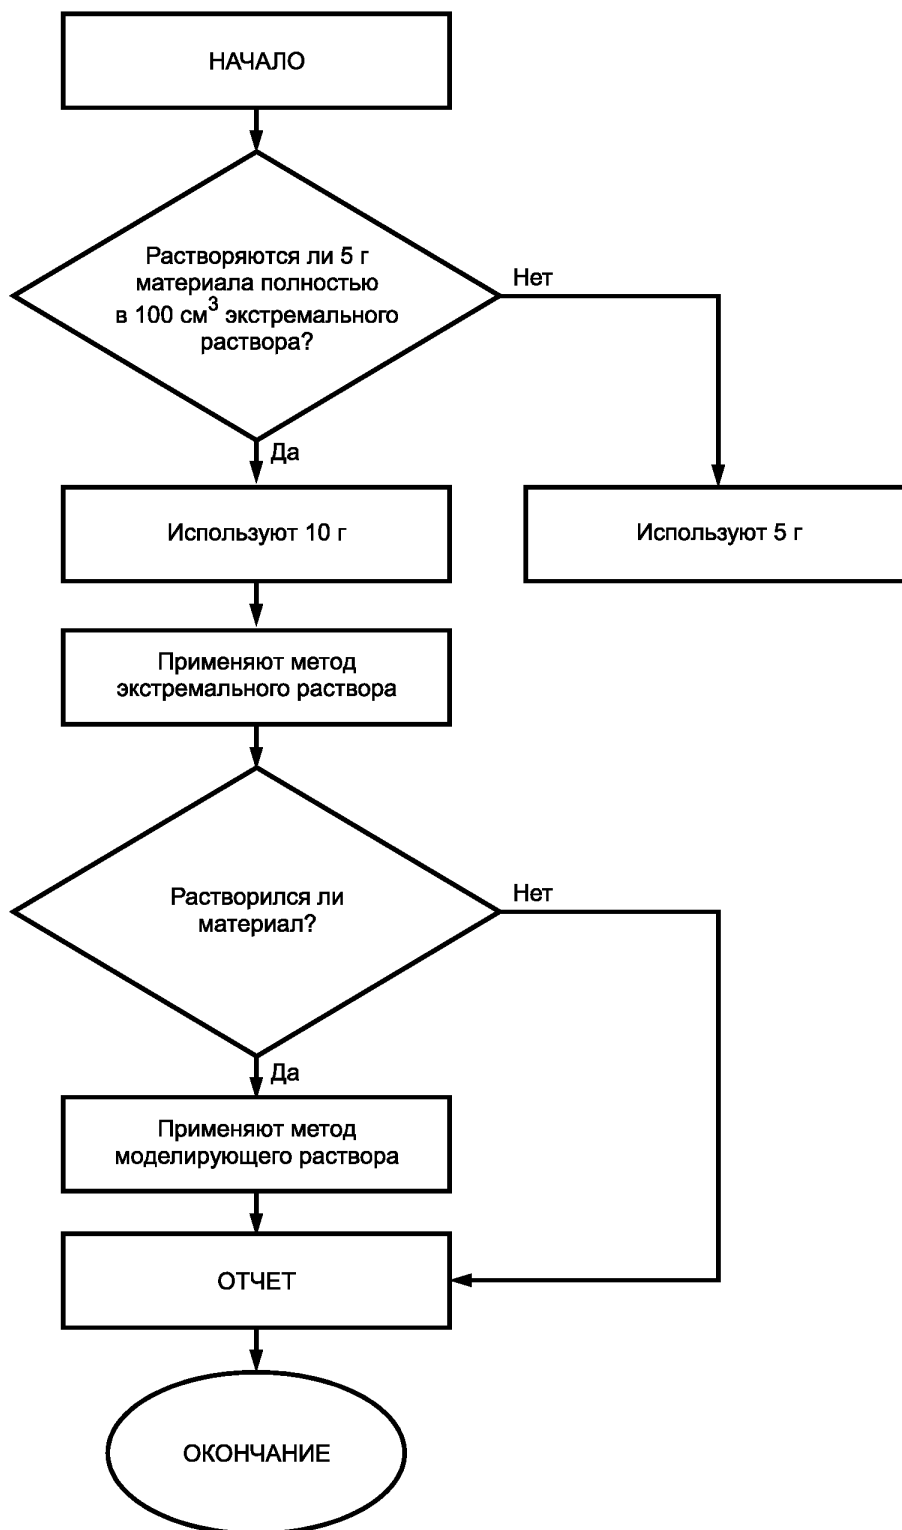 НАЧАЛО
Растворяются ли 5 г
материала полностью
в 100 см³ экстремального
раствора?
Нет
Да
Используют 10 г
Используют 5 г
Применяют метод
экстремального раствора
Растворился ли
материал?
Нет
Да
Применяют метод
моделирующего раствора
ОТЧЕТ
ОКОНЧАНИЕ